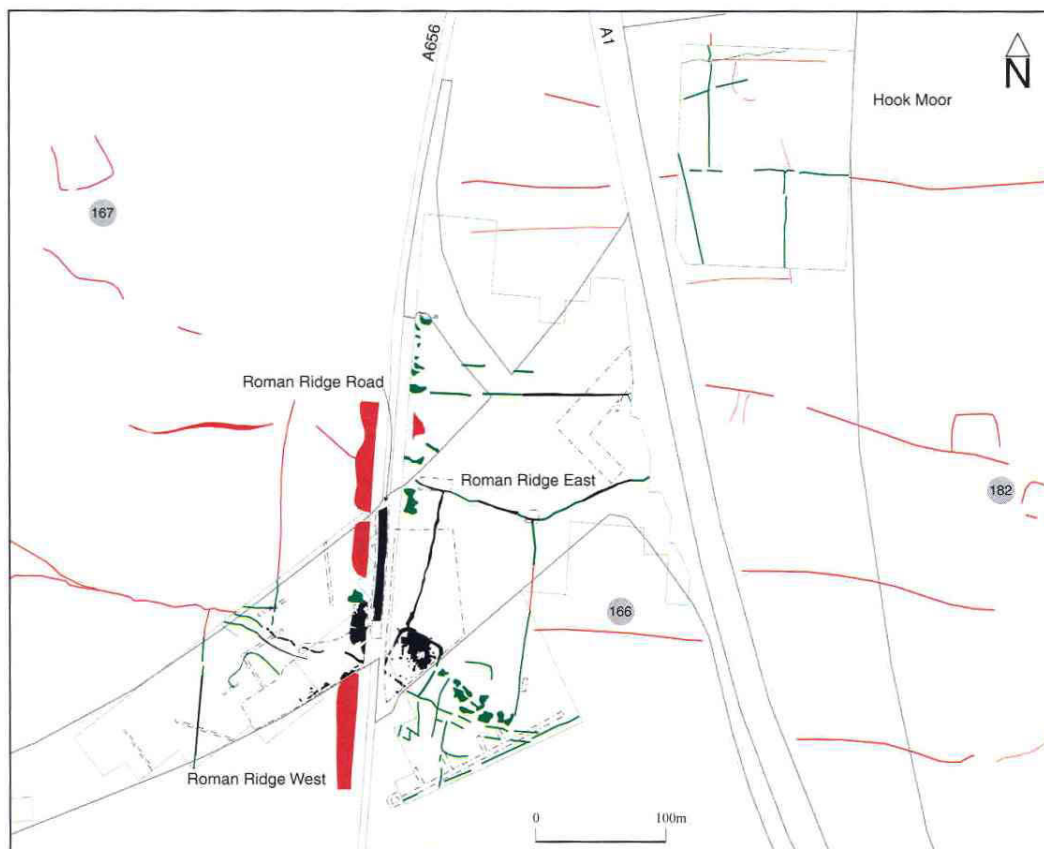 A656
A1
N
Hook Moor
167
Roman Ridge Road
Roman Ridge East
182
166
Roman Ridge West
0
100m